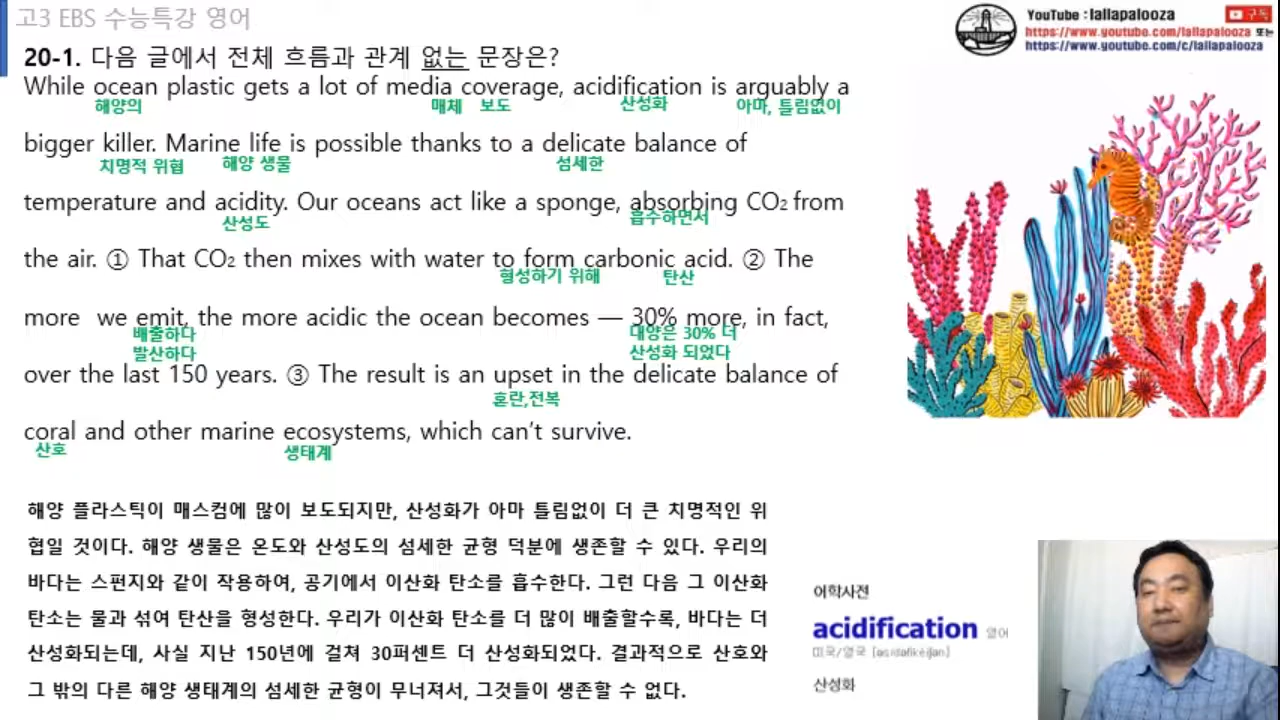 고3 EBS 수능특강 영어
YouTube : lallapalooza
구독
https://www.youtube.com/lallapalooza 또는
https://www.youtube.com/c/lallapalooza
20-1. 다음 글에서 전체 흐름과 관계 없는 문장은?
While ocean plastic gets a lot of media coverage, acidification is arguably a
해양의 매체 보도 산성화 아마, 틀림없이
bigger killer. Marine life is possible thanks to a delicate balance of
치명적 위협 해양 생물 섬세한
temperature and acidity. Our oceans act like a sponge, absorbing CO2 from
산성도 흡수하면서
the air. ① That CO2 then mixes with water to form carbonic acid. ② The
형성하기 위해 탄산
more we emit, the more acidic the ocean becomes — 30% more, in fact,
배출하다 대양은 30% 더
발산하다 산성화 되었다
over the last 150 years. ③ The result is an upset in the delicate balance of
혼란,전복
coral and other marine ecosystems, which can't survive.
산호 생태계
해양 플라스틱이 매스컴에 많이 보도되지만, 산성화가 아마 틀림없이 더 큰 치명적인 위
협일 것이다. 해양 생물은 온도와 산성도의 섬세한 균형 덕분에 생존할 수 있다. 우리의
바다는 스펀지와 같이 작용하여, 공기에서 이산화 탄소를 흡수한다. 그런 다음 그 이산화
탄소는 물과 섞여 탄산을 형성한다. 우리가 이산화 탄소를 더 많이 배출할수록, 바다는 더
산성화되는데, 사실 지난 150년에 걸쳐 30퍼센트 더 산성화되었다. 결과적으로 산호와
그 밖의 다른 해양 생태계의 섬세한 균형이 무너져서, 그것들이 생존할 수 없다.
어학사전
acidification 영어
미국/영국
산성화